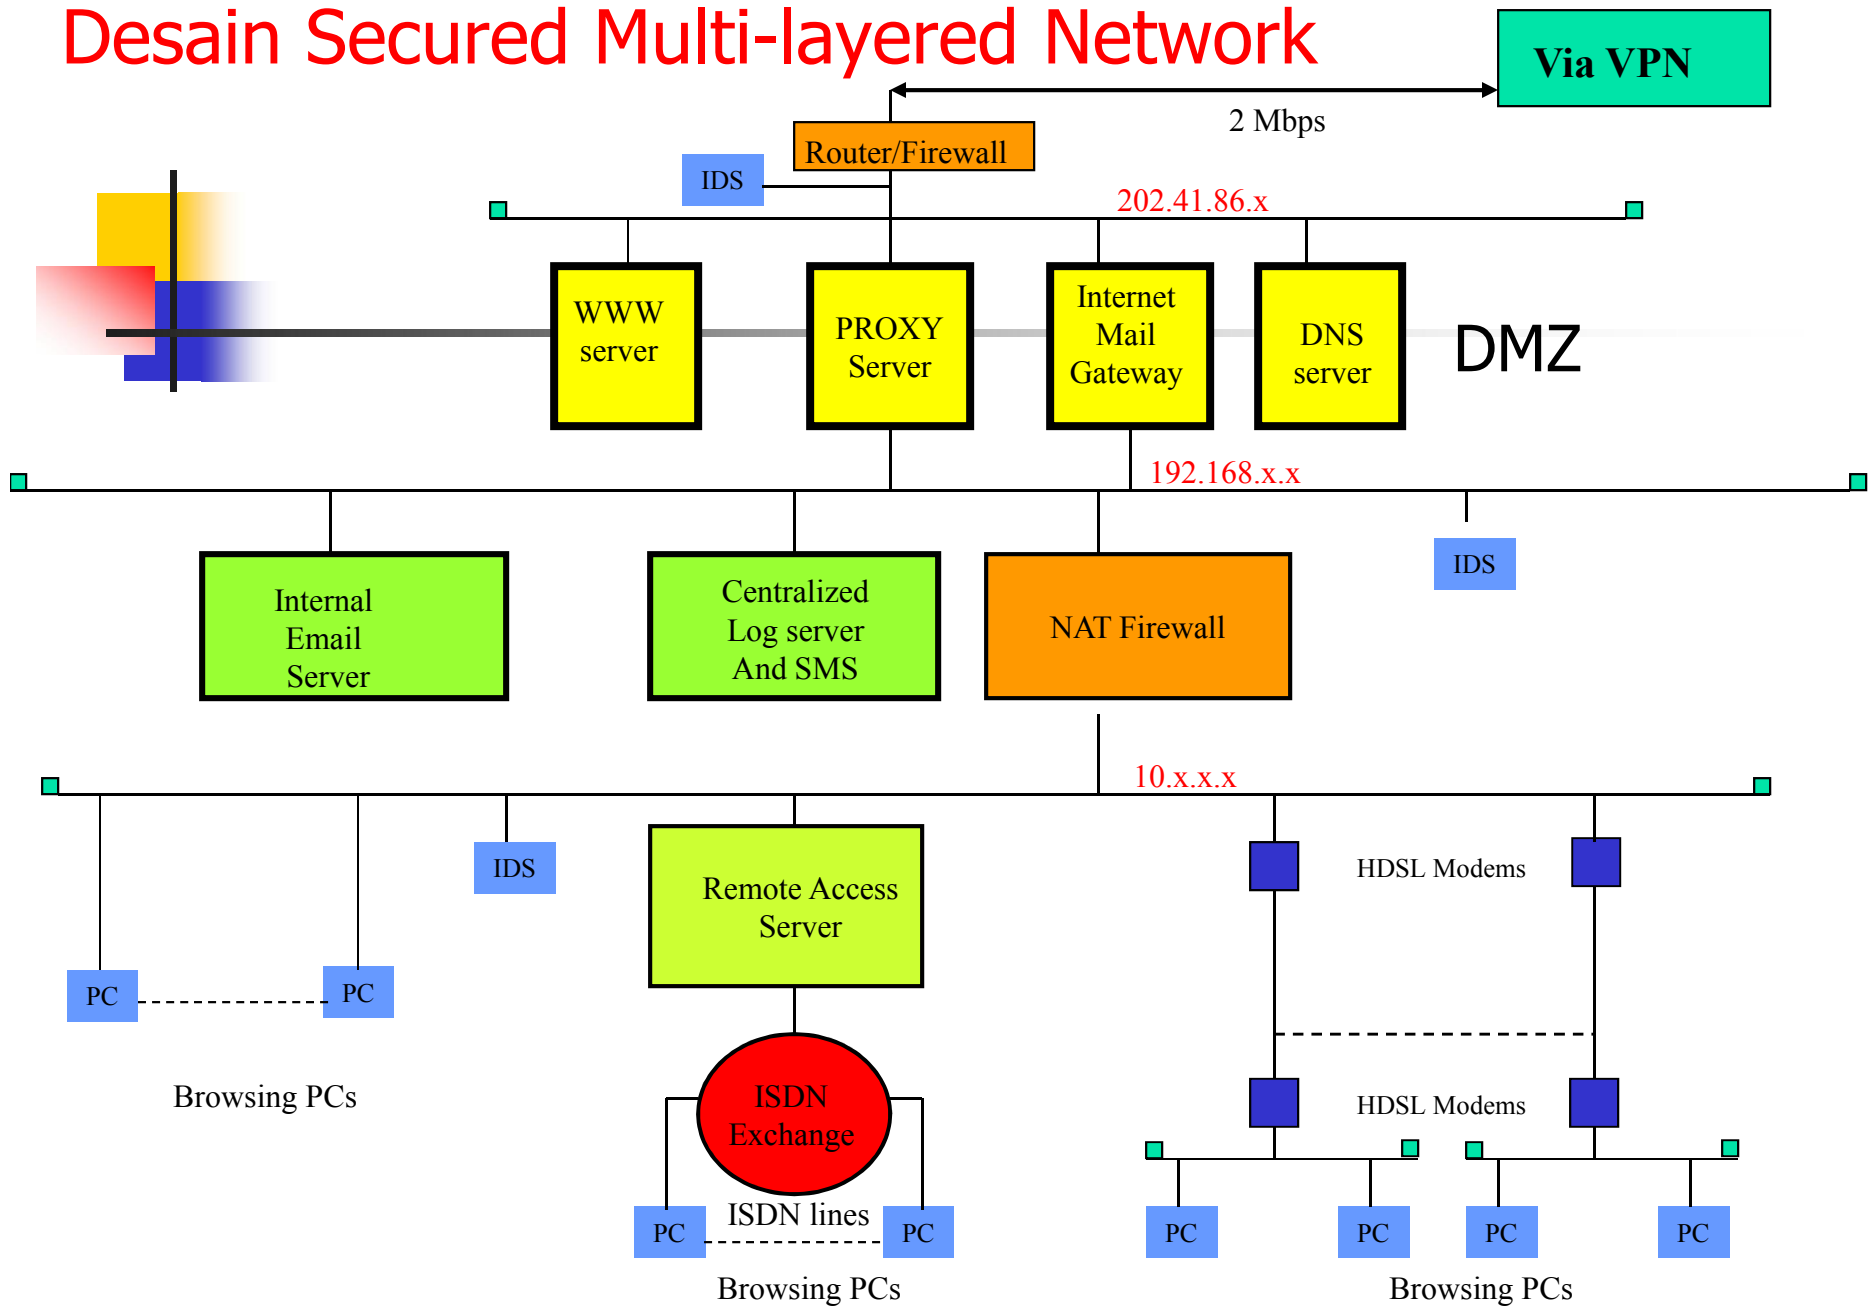 Desain Secured Multi-layered Network
Via VPN
2 Mbps
Router/Firewall
IDS
202.41.86.x
WWW
server
PROXY
Server
Internet
Mail
Gateway
DNS
server
DMZ
192.168.x.x
Internal
Email
Server
Centralized
Log server
And SMS
NAT Firewall
IDS
10.x.x.x
IDS
Remote Access
Server
HDSL Modems
PC
PC
Browsing PCs
ISDN
Exchange
HDSL Modems
PC
ISDN lines
PC
PC
PC
PC
PC
Browsing PCs
Browsing PCs